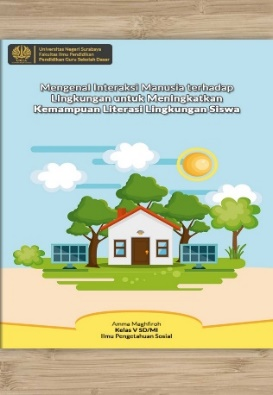 Universitas Negeri Surabaya
Fakultas Ilmu Pendidikan
Pendidikan Guru Sekolah Dasar
Mengenal Interaksi Manusia terhadap
Lingkungan untuk Meningkatkan
Kemampuan Literasi Lingkungan Siswa
Amma Maghfiroh
Kelas V SD/MI
Ilmu Pengetahuan Sosial